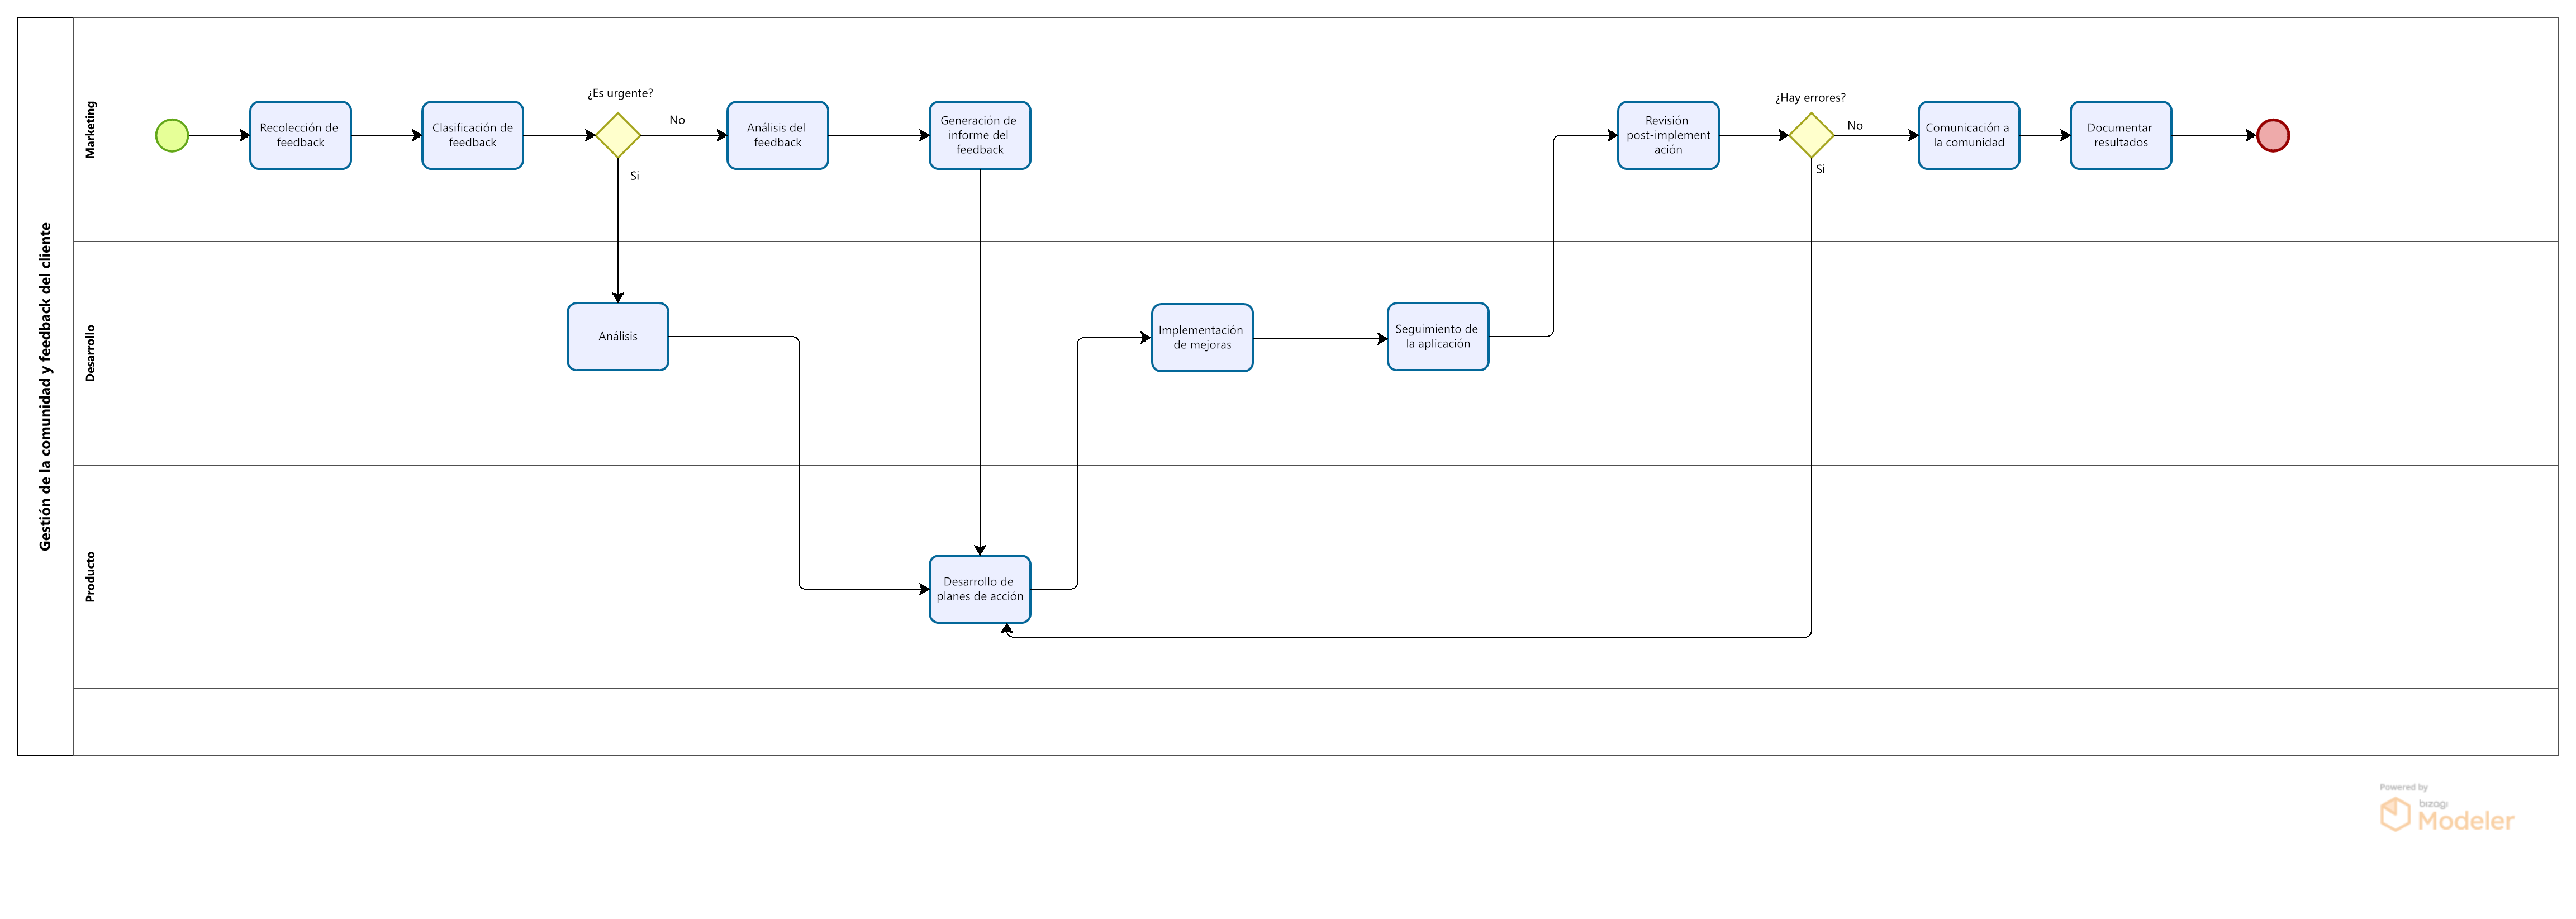 Gestión de la comunidad y feedback del cliente
Marketing
Recolección de
feedback
Clasificación de
feedback
¿Es urgente?
No
Si
Análisis del
feedback
Generación de
informe del
feedback
Revisión
post-implement
ación
¿Hay errores?
No
Si
Comunicación a
la comunidad
Documentar
resultados
Desarrollo
Análisis
Implementación
de mejoras
Seguimiento de
la aplicación
Producto
Desarrollo de
planes de acción
Powered by
bizagi
Modeler